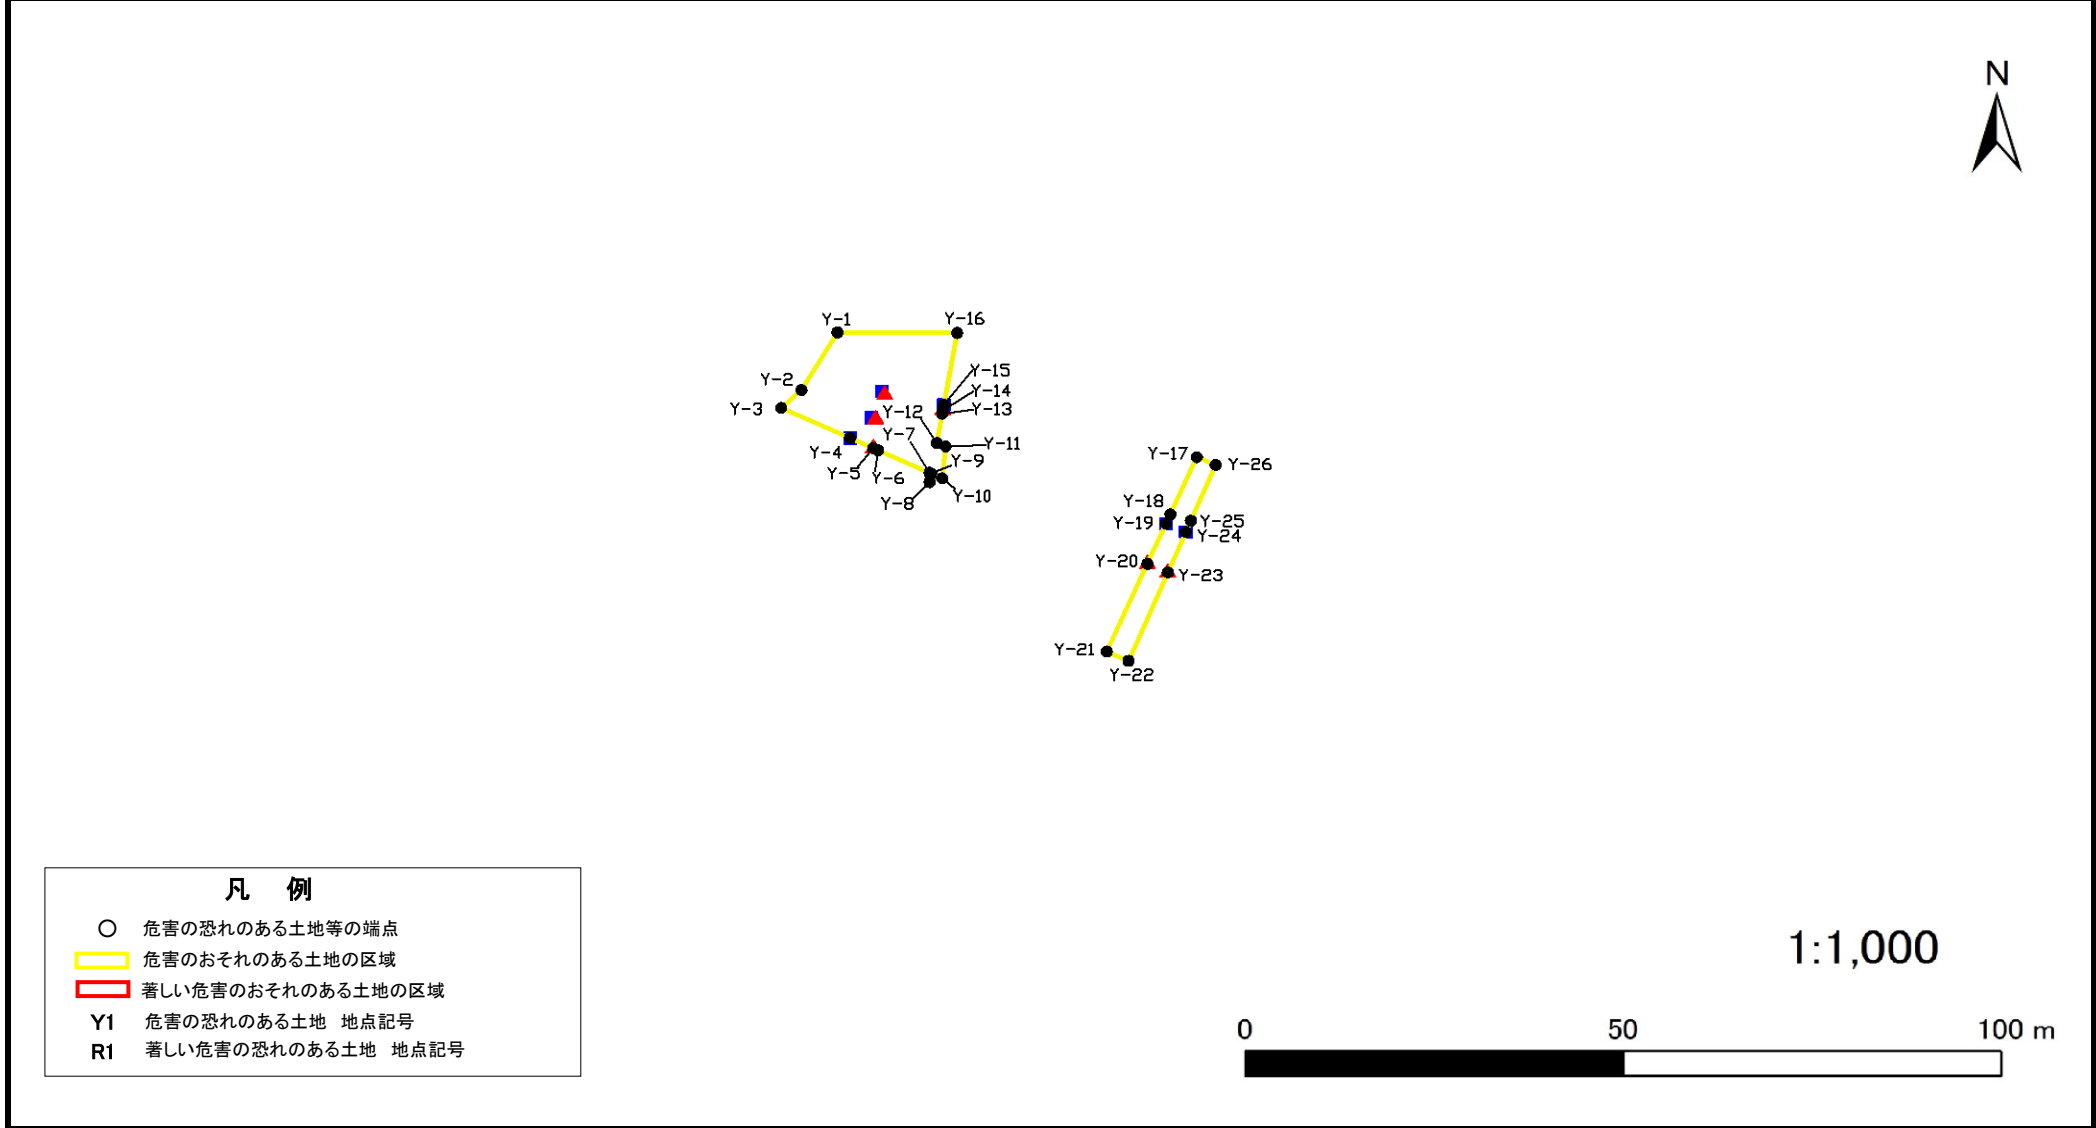 N
Y-1
Y-16
Y-15
Y-2
Y-14
Y-3
Y-12
Y-13
Y-7
Y-11
Y-4
Y-9
Y-5
Y-6
Y-10
Y-8
Y-17
Y-26
Y-18
Y-19
Y-25
Y-24
Y-20
Y-23
Y-21
Y-22
凡 例
危害の恐れのある土地等の端点
危害のおそれのある土地の区域
著しい危害のおそれのある土地の区域
Y1 危害の恐れのある土地 地点記号
R1 著しい危害の恐れのある土地 地点記号
1:1,000
0 50 100 m